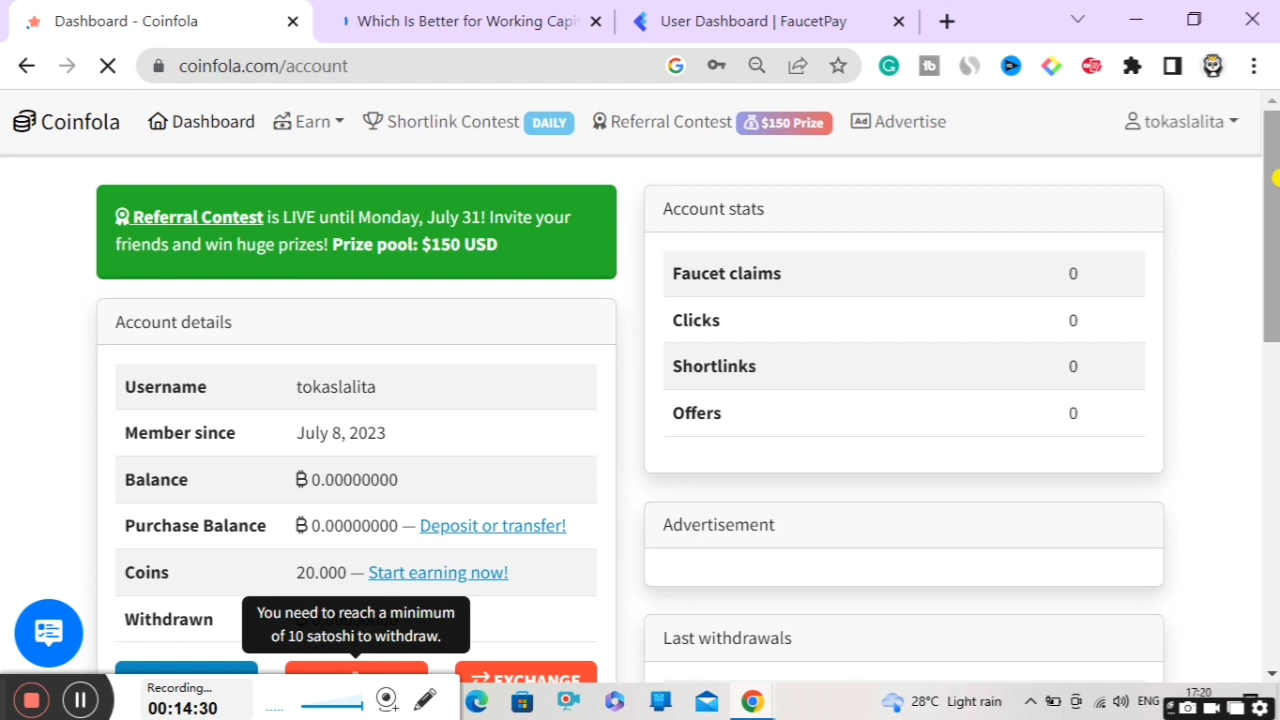 Dashboard - Coinfola
Which Is Better for Working Capi
User Dashboard | FaucetPay
coinfola.com/account
Coinfola
Dashboard
Earn
Shortlink Contest DAILY
Referral Contest $150 Prize
Ad Advertise
tokaslalita
Referral Contest is LIVE until Monday, July 31! Invite your
friends and win huge prizes! Prize pool: $150 USD
Account details
Username tokaslalita
Member since July 8, 2023
Balance ₿ 0.00000000
Purchase Balance ₿ 0.00000000 — Deposit or transfer!
Coins 20.000 — Start earning now!
Withdrawn
You need to reach a minimum
of 10 satoshi to withdraw.
EXCHANGE
Account stats
Faucet claims 0
Clicks 0
Shortlinks 0
Offers 0
Advertisement
Last withdrawals
Recording...
00:14:30
28°C Light rain
ENG
17:20